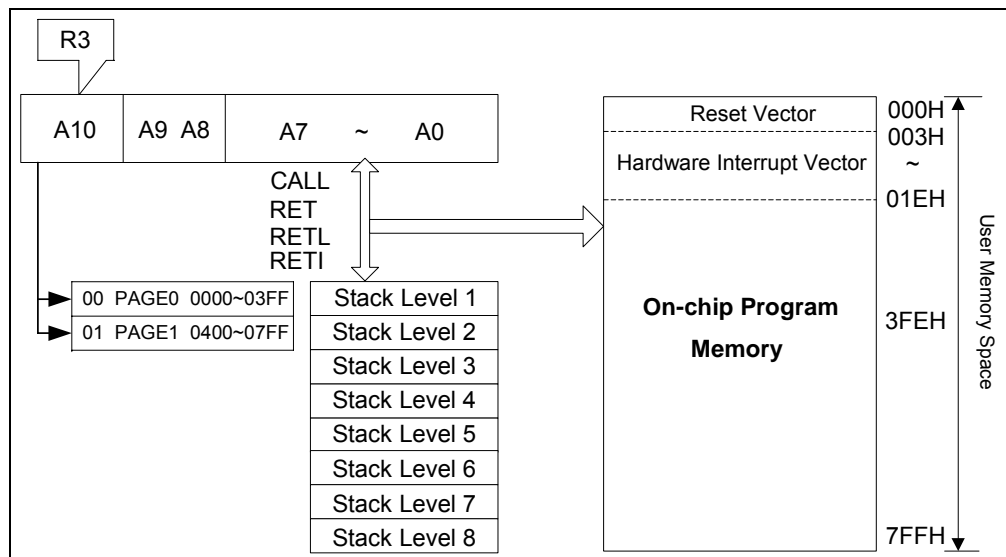 R3
A10 A9 A8 A7 ~ A0
CALL
RET
RETL
RETI
00 PAGE0 0000~03FF
01 PAGE1 0400~07FF
Stack Level 1
Stack Level 2
Stack Level 3
Stack Level 4
Stack Level 5
Stack Level 6
Stack Level 7
Stack Level 8
Reset Vector
Hardware Interrupt Vector
On-chip Program
Memory
000H
003H
~
01EH
3FEH
7FFH
User Memory Space